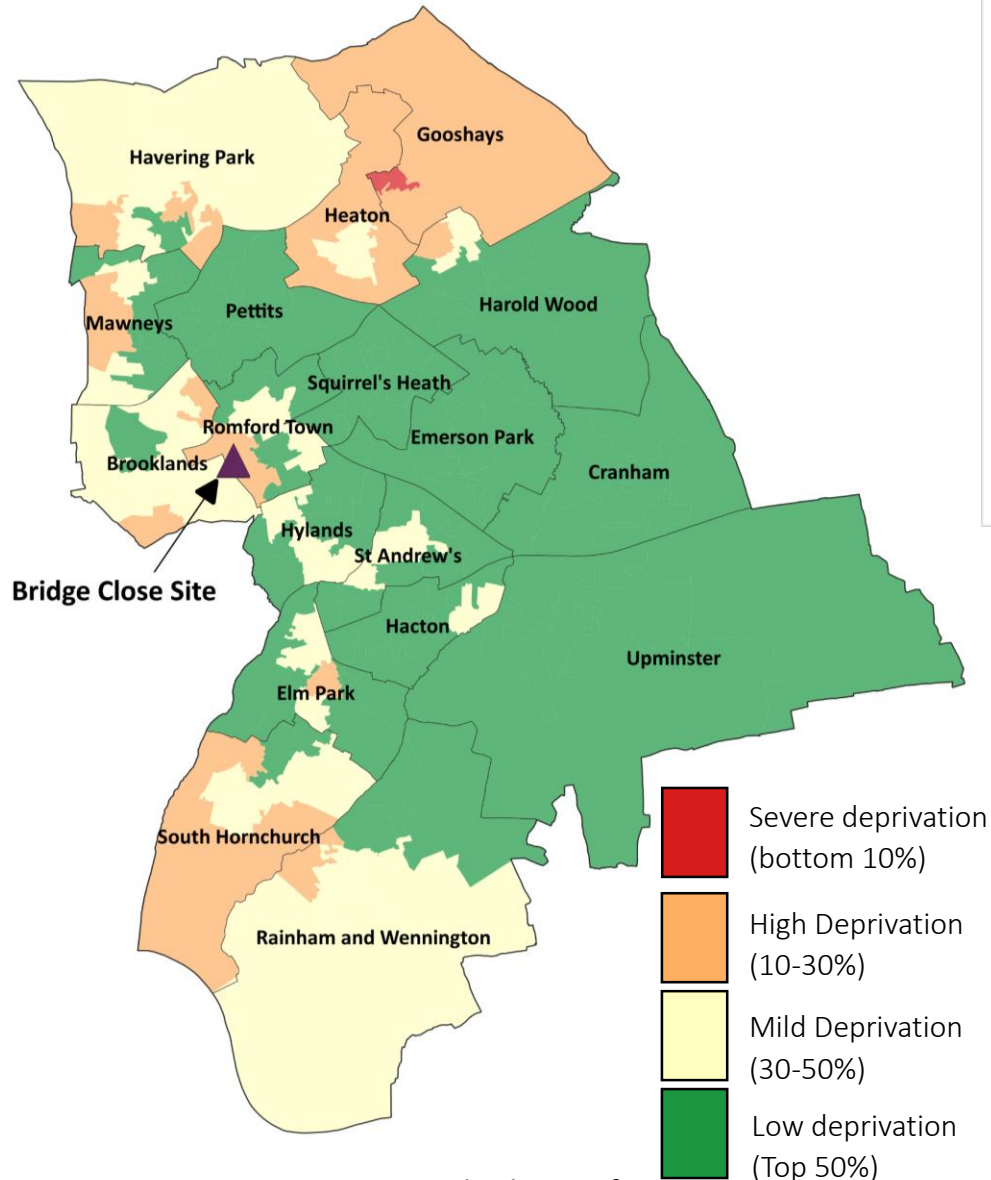 Gooshays
Havering Park
Heaton
Harold Wood
Pettits
Mawneys
Squirrel's Heath
Romford Town
Emerson Park
Brooklands
Cranham
Hylands
St Andrew's
Bridge Close Site
Hacton
Upminster
Elm Park
South Hornchurch
Rainham and Wennington
Severe deprivation
(bottom 10%)
High Deprivation
(10-30%)
Mild Deprivation
(30-50%)
Low deprivation
(Top 50%)